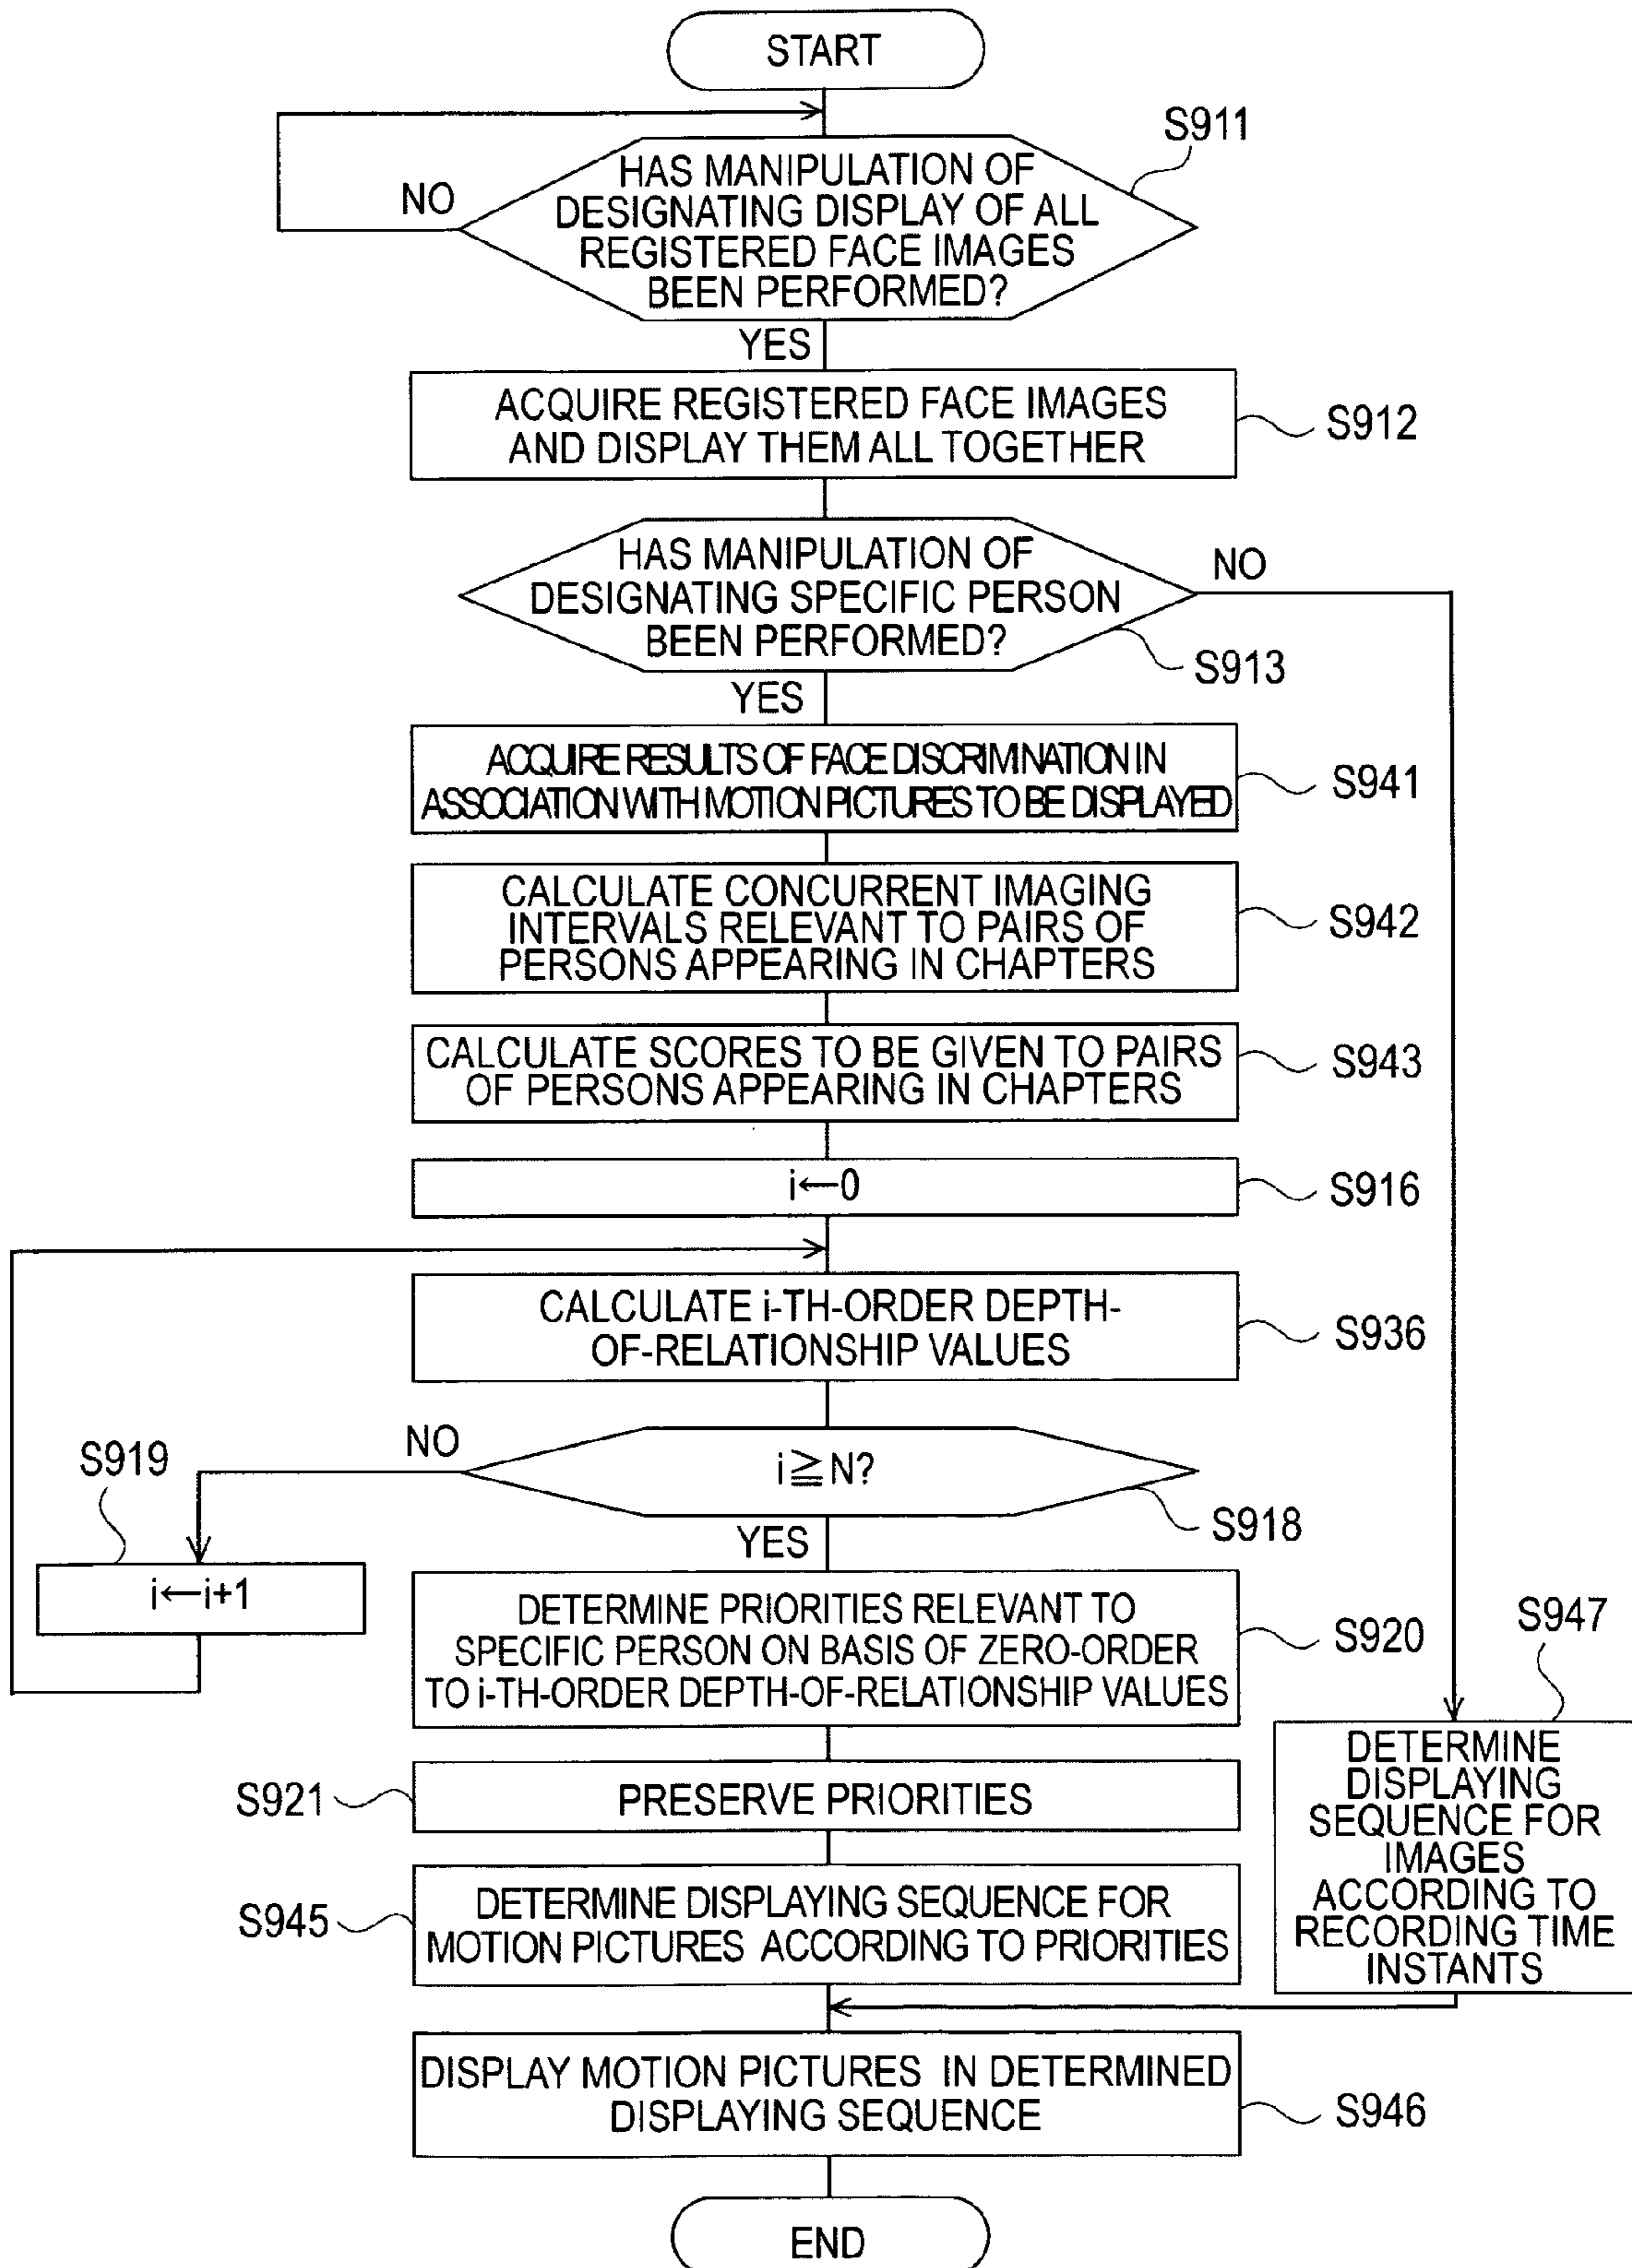 START
S911
HAS MANIPULATION OF
DESIGNATING DISPLAY OF ALL
REGISTERED FACE IMAGES
BEEN PERFORMED?
NO
YES
ACQUIRE REGISTERED FACE IMAGES
AND DISPLAY THEM ALL TOGETHER
S912
HAS MANIPULATION OF
DESIGNATING SPECIFIC PERSON
BEEN PERFORMED?
NO
S913
YES
ACQUIRE RESULTS OF FACE DISCRIMINATION IN
ASSOCIATION WITH MOTION PICTURES TO BE DISPLAYED
S941
CALCULATE CONCURRENT IMAGING
INTERVALS RELEVANT TO PAIRS OF
PERSONS APPEARING IN CHAPTERS
S942
CALCULATE SCORES TO BE GIVEN TO PAIRS
OF PERSONS APPEARING IN CHAPTERS
S943
i←0
S916
CALCULATE i-TH-ORDER DEPTH-
OF-RELATIONSHIP VALUES
S936
NO
i≧N?
S918
YES
S919
i←i+1
DETERMINE PRIORITIES RELEVANT TO
SPECIFIC PERSON ON BASIS OF ZERO-ORDER
TO i-TH-ORDER DEPTH-OF-RELATIONSHIP VALUES
S920
S921
PRESERVE PRIORITIES
S945
DETERMINE DISPLAYING SEQUENCE FOR
MOTION PICTURES ACCORDING TO PRIORITIES
S947
DETERMINE
DISPLAYING
SEQUENCE FOR
IMAGES
ACCORDING TO
RECORDING TIME
INSTANTS
DISPLAY MOTION PICTURES IN DETERMINED
DISPLAYING SEQUENCE
S946
END